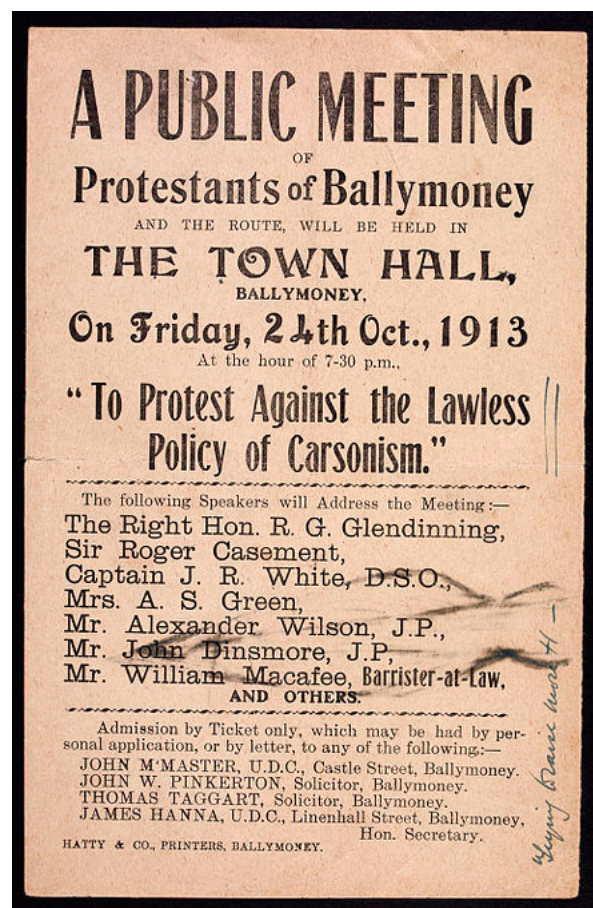 A PUBLIC MEETING
OF
Protestants of Ballymoney
AND THE ROUTE, WILL BE HELD IN
THE TOWN HALL,
BALLYMONEY,
On Friday, 24th Oct., 1913
At the hour of 7-30 p.m.,
“To Protest Against the Lawless
Policy of Carsonism.”
The following Speakers will Address the Meeting:—
The Right Hon. R. G. Glendinning,
Sir Roger Casement,
Captain J. R. White, D.S.O.,
Mrs. A. S. Green,
Mr. Alexander Wilson, J.P.,
Mr. John Dinsmore, J.P,
Mr. William Macafee, Barrister-at-Law,
AND OTHERS.
Admission by Ticket only, which may be had by per-
sonal application, or by letter, to any of the following:—
JOHN M‘MASTER, U.D.C., Castle Street, Ballymoney.
JOHN W. PINKERTON, Solicitor, Ballymoney.
THOMAS TAGGART, Solicitor, Ballymoney.
JAMES HANNA, U.D.C., Linenhall Street, Ballymoney,
Hon. Secretary.
HATTY & CO., PRINTERS, BALLYMONEY.